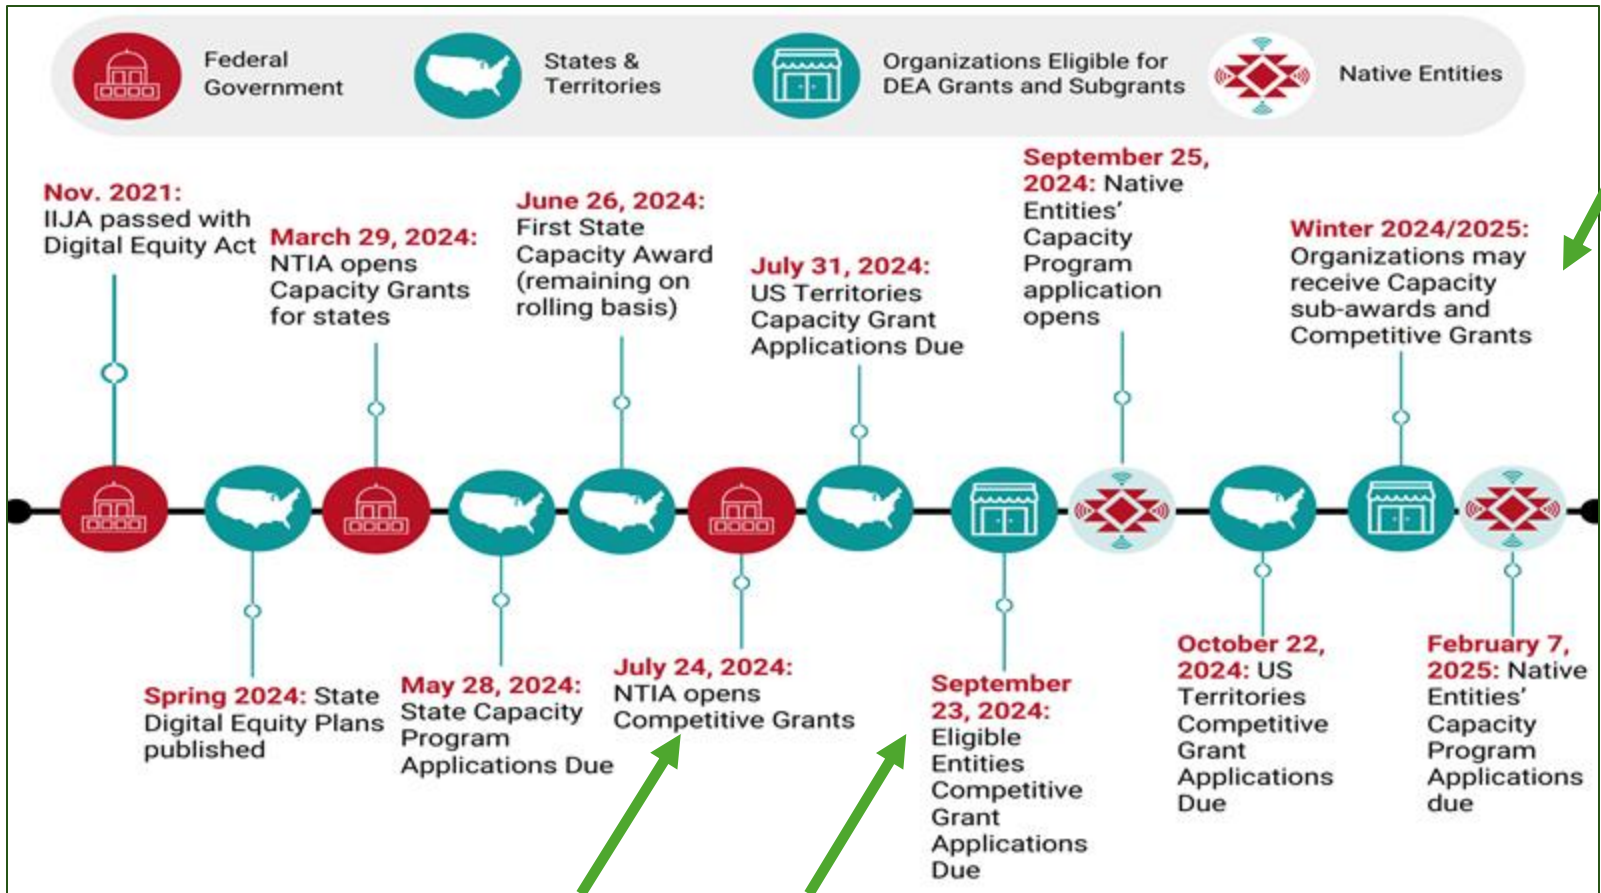 Federal
Government
States &
Territories
Organizations Eligible for
DEA Grants and Subgrants
Native Entities
Nov. 2021:
IIJA passed with
Digital Equity Act
Spring 2024: State
Digital Equity Plans
published
March 29, 2024:
NTIA opens
Capacity Grants
for states
May 28, 2024:
State Capacity
Program
Applications Due
June 26, 2024:
First State
Capacity Award
(remaining on
rolling basis)
July 24, 2024:
NTIA opens
Competitive Grants
July 31, 2024:
US Territories
Capacity Grant
Applications Due
September
23, 2024:
Eligible
Entities
Competitive
Grant
Applications
Due
September 25,
2024: Native
Entities’
Capacity
Program
application
opens
October 22,
2024: US
Territories
Competitive
Grant
Applications
Due
Winter 2024/2025:
Organizations may
receive Capacity
sub-awards and
Competitive Grants
February 7,
2025: Native
Entities’
Capacity
Program
Applications
due